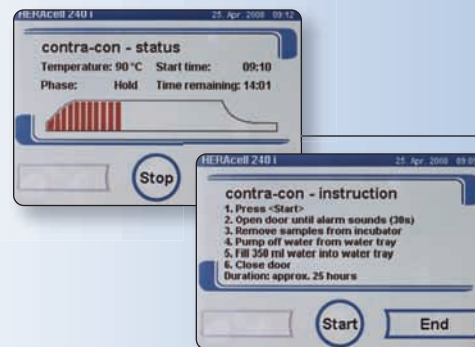 HERAcell 240 i 25. Apr. 2008 09:12
contra-con - status
Temperature: 90 °C Start time: 09:10
Phase: Hold Time remaining: 14:01
Stop
HERAcell 240 i 25. Apr. 2008 09:09
contra-con - instruction
1. Press <Start>
2. Open door until alarm sounds (30s)
3. Remove samples from incubator
4. Pump off water from water tray
5. Fill 350 ml water into water tray
6. Close door
Duration: approx. 25 hours
Start
End